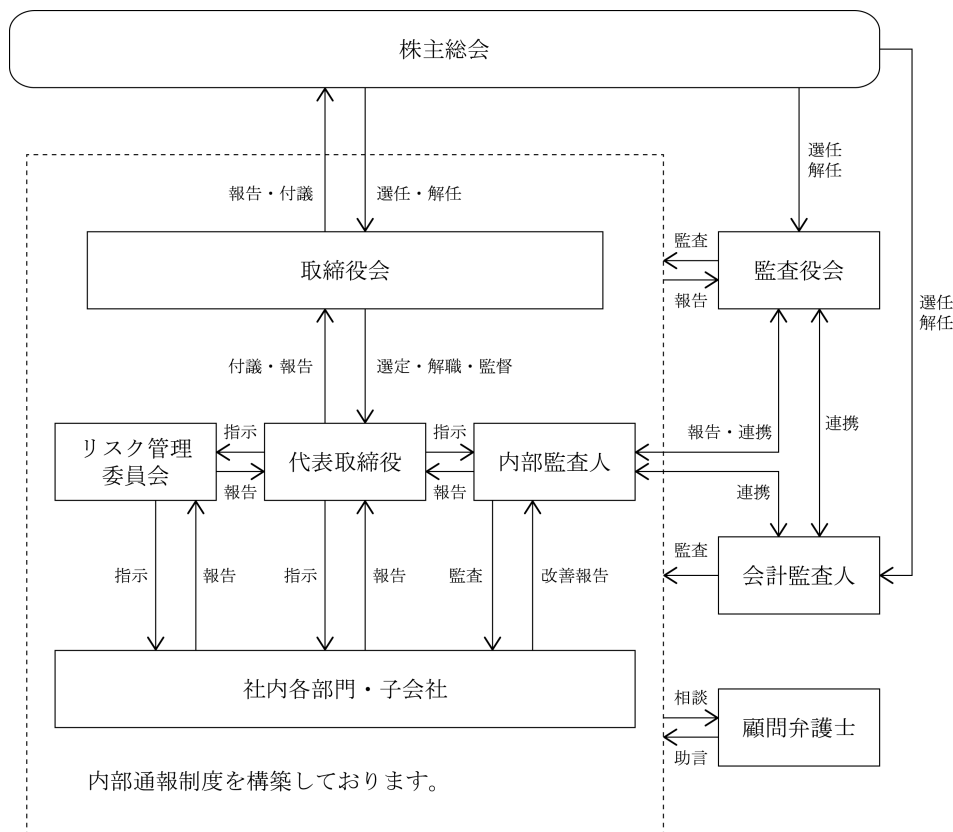 株主総会
選任
解任
報告・付議
選任・解任
監査
報告
取締役会
監査役会
選任
解任
付議・報告
選定・解職・監督
リスク管理
委員会
指示
報告
代表取締役
指示
報告
内部監査人
報告・連携
連携
連携
監査
会計監査人
指示
報告
指示
報告
監査
改善報告
社内各部門・子会社
相談
助言
顧問弁護士
内部通報制度を構築しております。